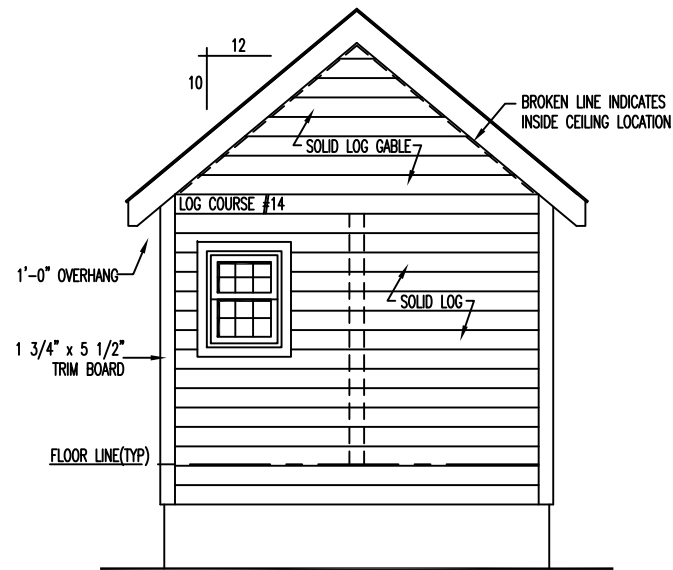 12
10
BROKEN LINE INDICATES
INSIDE CEILING LOCATION
SOLID LOG GABLE
LOG COURSE #14
1'-0" OVERHANG
SOLID LOG
1 3/4" x 5 1/2"
TRIM BOARD
FLOOR LINE(TYP)